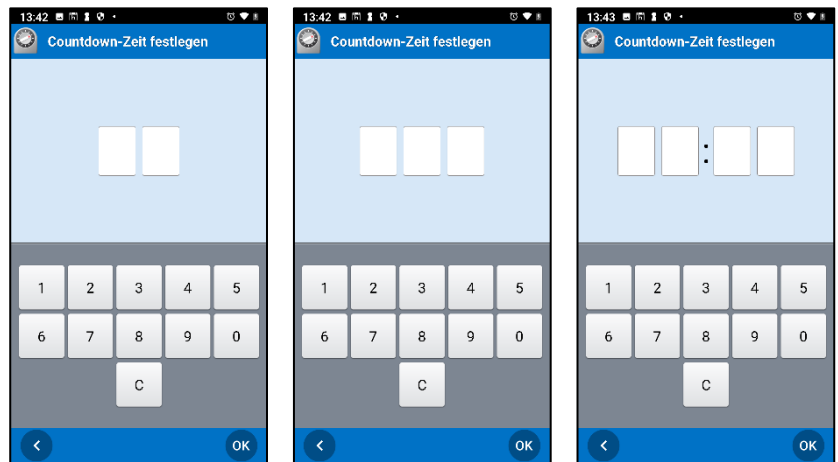 13:42
Countdown-Zeit festlegen
1 2 3 4 5
6 7 8 9 0
C
OK
13:42
Countdown-Zeit festlegen
1 2 3 4 5
6 7 8 9 0
C
OK
13:43
Countdown-Zeit festlegen
:
1 2 3 4 5
6 7 8 9 0
C
OK